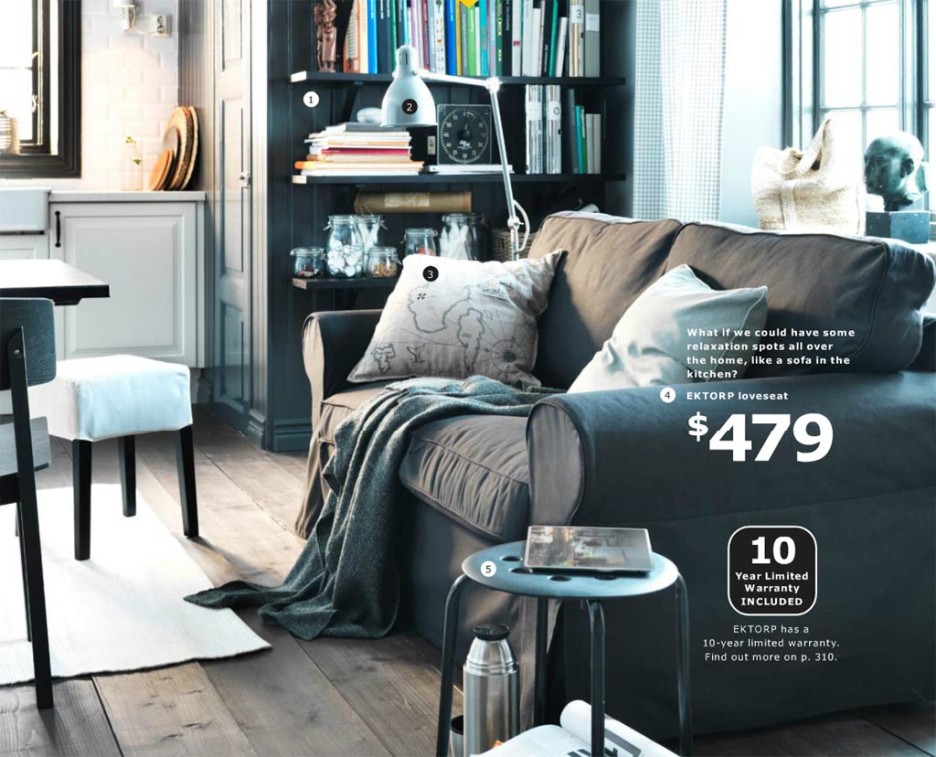 1
2
3
What if we could have some
relaxation spots all over
the home, like a sofa in the
kitchen?
4 EKTORP loveseat
$479
10
Year Limited
Warranty
INCLUDED
EKTORP has a
10-year limited warranty.
Find out more on p. 310.
5